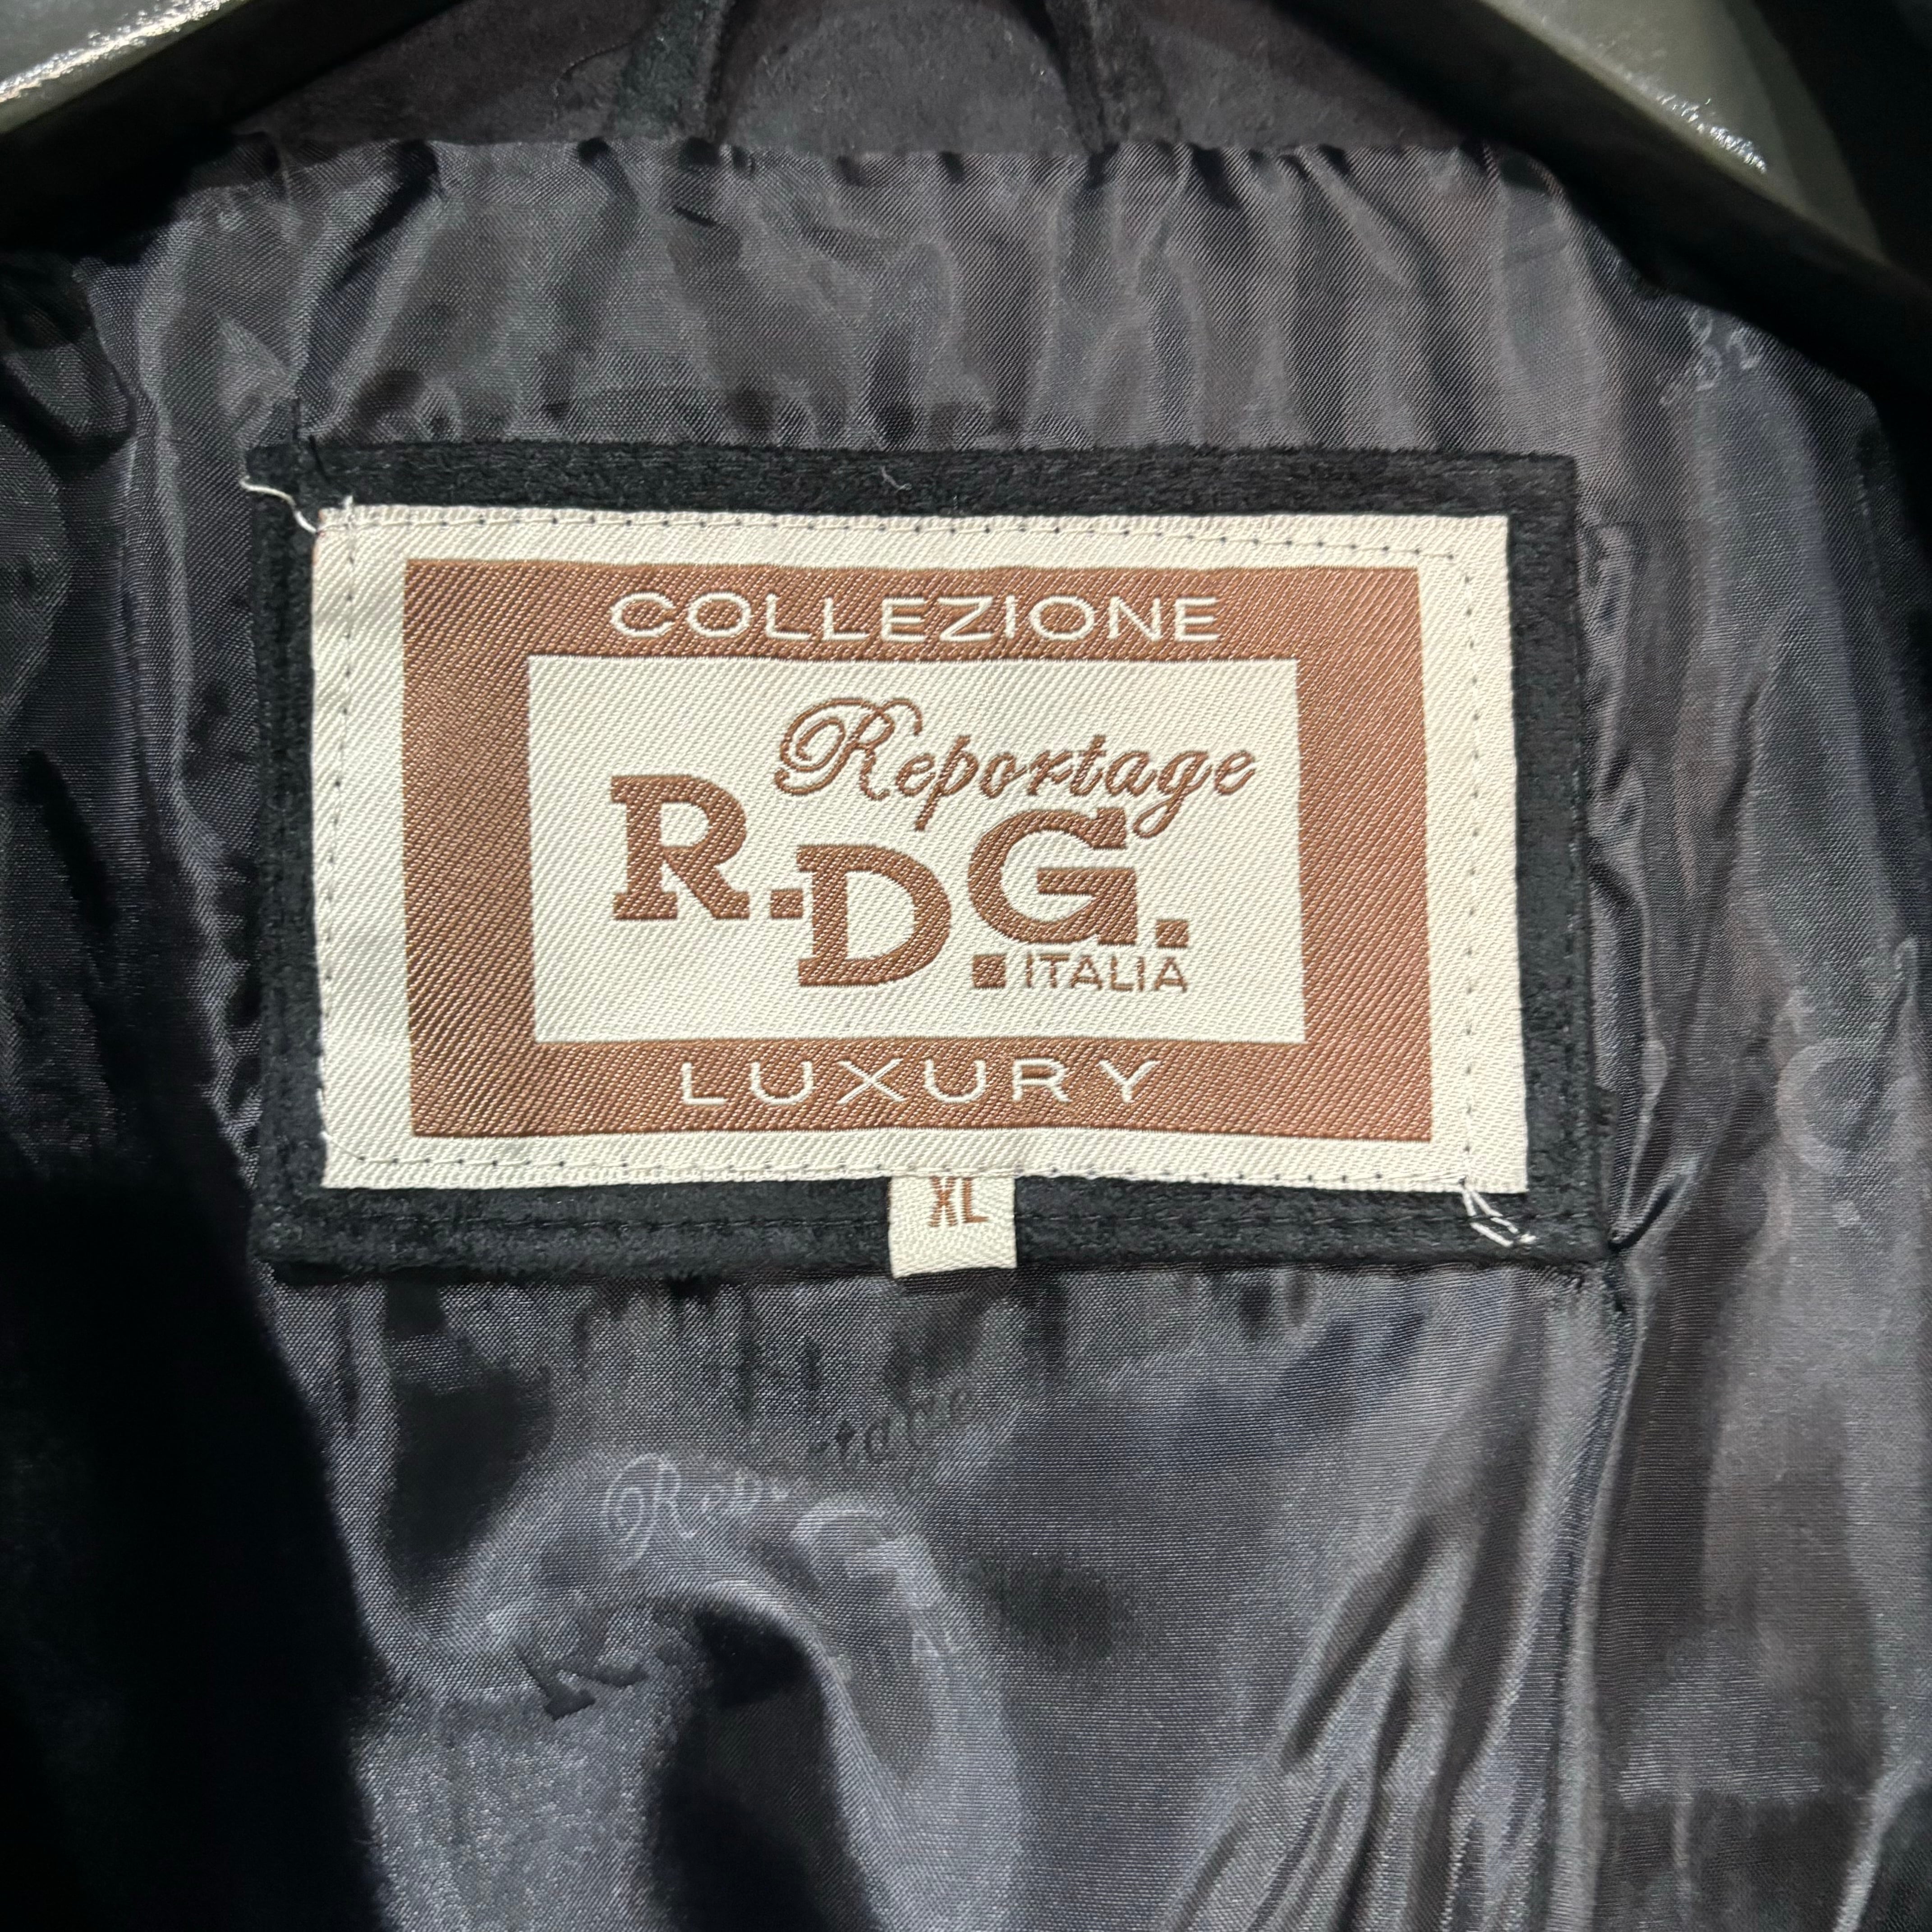 COLLEZIONE
Reportage
R.D.G.
ITALIA
LUXURY
XL